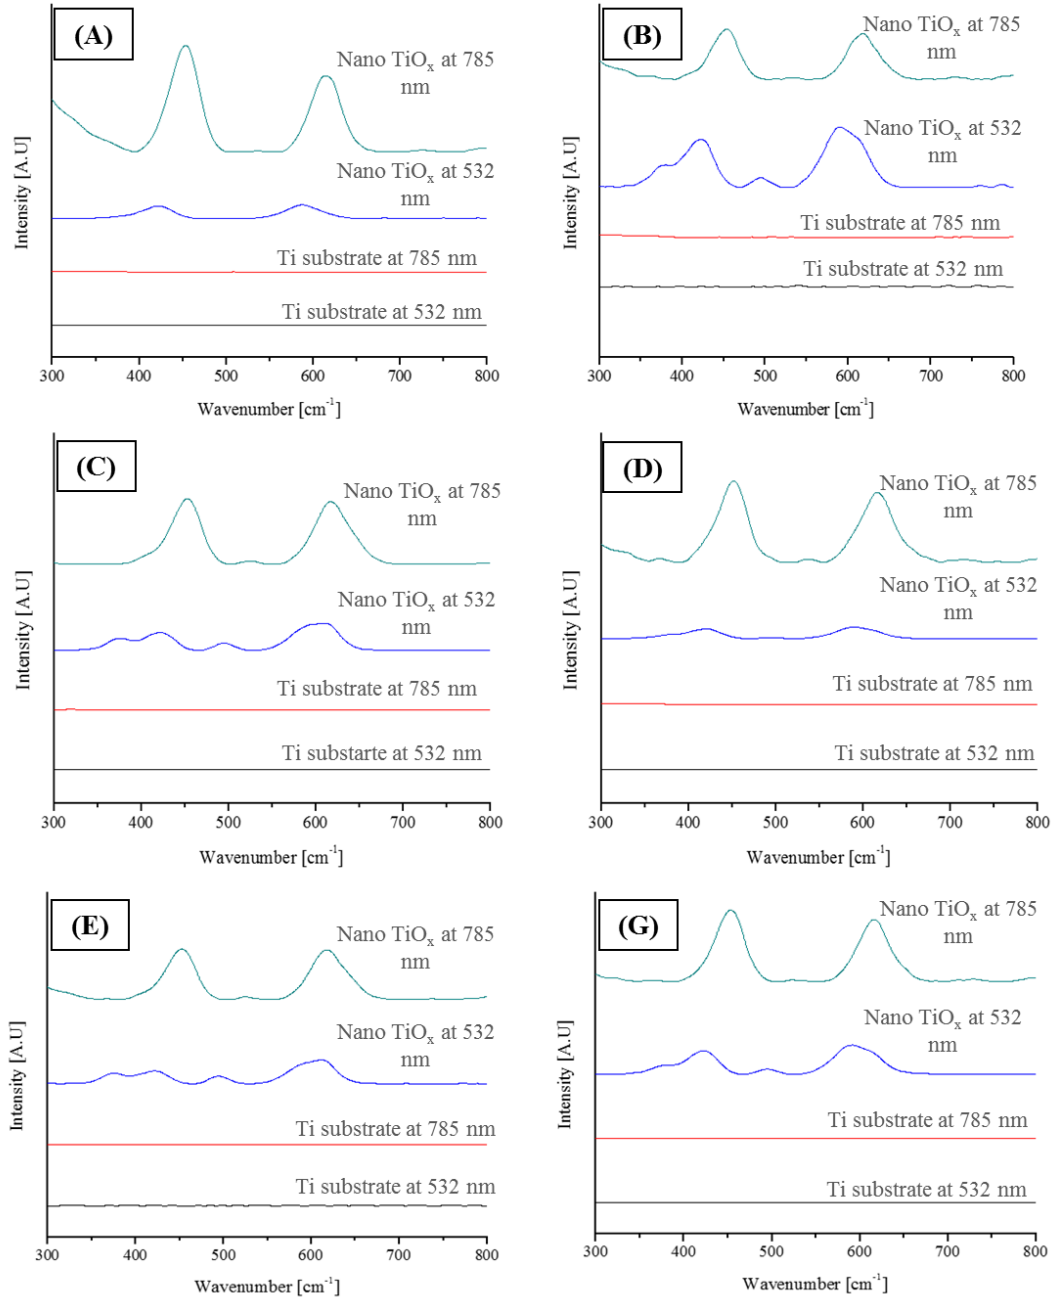 (A)
Nano TiOx at 785
nm
Nano TiOx at 532
nm
Ti substrate at 785 nm
Ti substrate at 532 nm
Intensity [A.U]
300 400 500 600 700 800
Wavenumber [cm-1]
(B)
Nano TiOx at 785
nm
Nano TiOx at 532
nm
Ti substrate at 785 nm
Ti substrate at 532 nm
Intensity [A.U]
300 400 500 600 700 800
Wavenumber [cm-1]
(C)
Nano TiOx at 785
nm
Nano TiOx at 532
nm
Ti substrate at 785 nm
Ti substarte at 532 nm
Intensity [A.U]
300 400 500 600 700 800
Wavenumber [cm-1]
(D)
Nano TiOx at 785
nm
Nano TiOx at 532
nm
Ti substrate at 785 nm
Ti substrate at 532 nm
Intensity [A.U]
300 400 500 600 700 800
Wavenumber [cm-1]
(E)
Nano TiOx at 785
nm
Nano TiOx at 532
nm
Ti substrate at 785 nm
Ti substrate at 532 nm
Intensity [A.U]
300 400 500 600 700 800
Wavenumber [cm-1]
(G)
Nano TiOx at 785
nm
Nano TiOx at 532
nm
Ti substrate at 785 nm
Ti substrate at 532 nm
Intensity [A.U]
300 400 500 600 700 800
Wavenumber [cm-1]